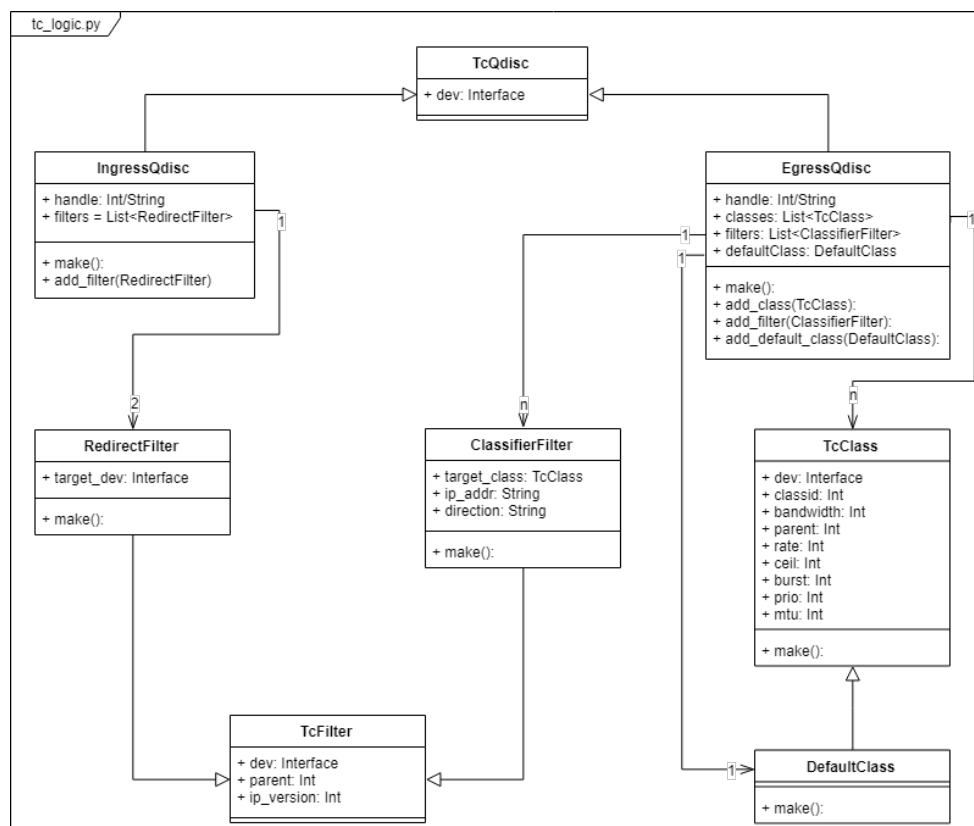 tc_logic.py
TcQdisc
+ dev: Interface
IngressQdisc
+ handle: Int/String
+ filters = List<RedirectFilter>
+ make():
+ add_filter(RedirectFilter)
1
2
EgressQdisc
+ handle: Int/String
+ classes: List<TcClass>
+ filters: List<ClassifierFilter>
+ defaultClass: DefaultClass
+ make():
+ add_class(TcClass):
+ add_filter(ClassifierFilter):
+ add_default_class(DefaultClass):
1
1
1
n
n
RedirectFilter
+ target_dev: Interface
+ make():
ClassifierFilter
+ target_class: TcClass
+ ip_addr: String
+ direction: String
+ make():
TcClass
+ dev: Interface
+ classid: Int
+ bandwidth: Int
+ parent: Int
+ rate: Int
+ ceil: Int
+ burst: Int
+ prio: Int
+ mtu: Int
+ make():
TcFilter
+ dev: Interface
+ parent: Int
+ ip_version: Int
1
DefaultClass
+ make():